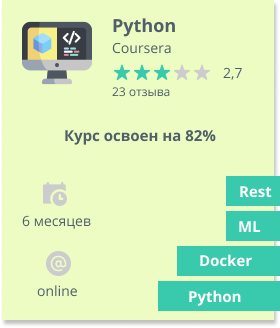 Python
Coursera
2,7
23 отзыва
Курс освоен на 82%
6 месяцев
online
Rest
ML
Docker
Python